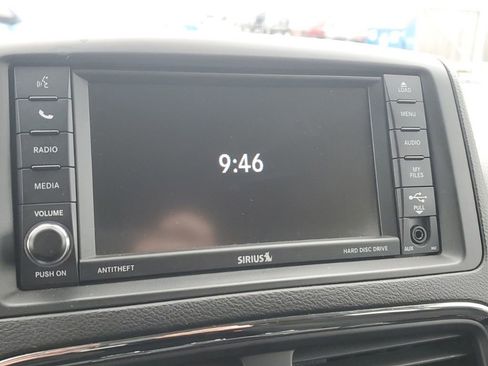 LOAD
MENU
RADIO
AUDIO
9:46
MEDIA
MY
FILES
VOLUME
PULL
PUSH ON
ANTITHEFT
SIRIUS
HARD DISC DRIVE
AUX